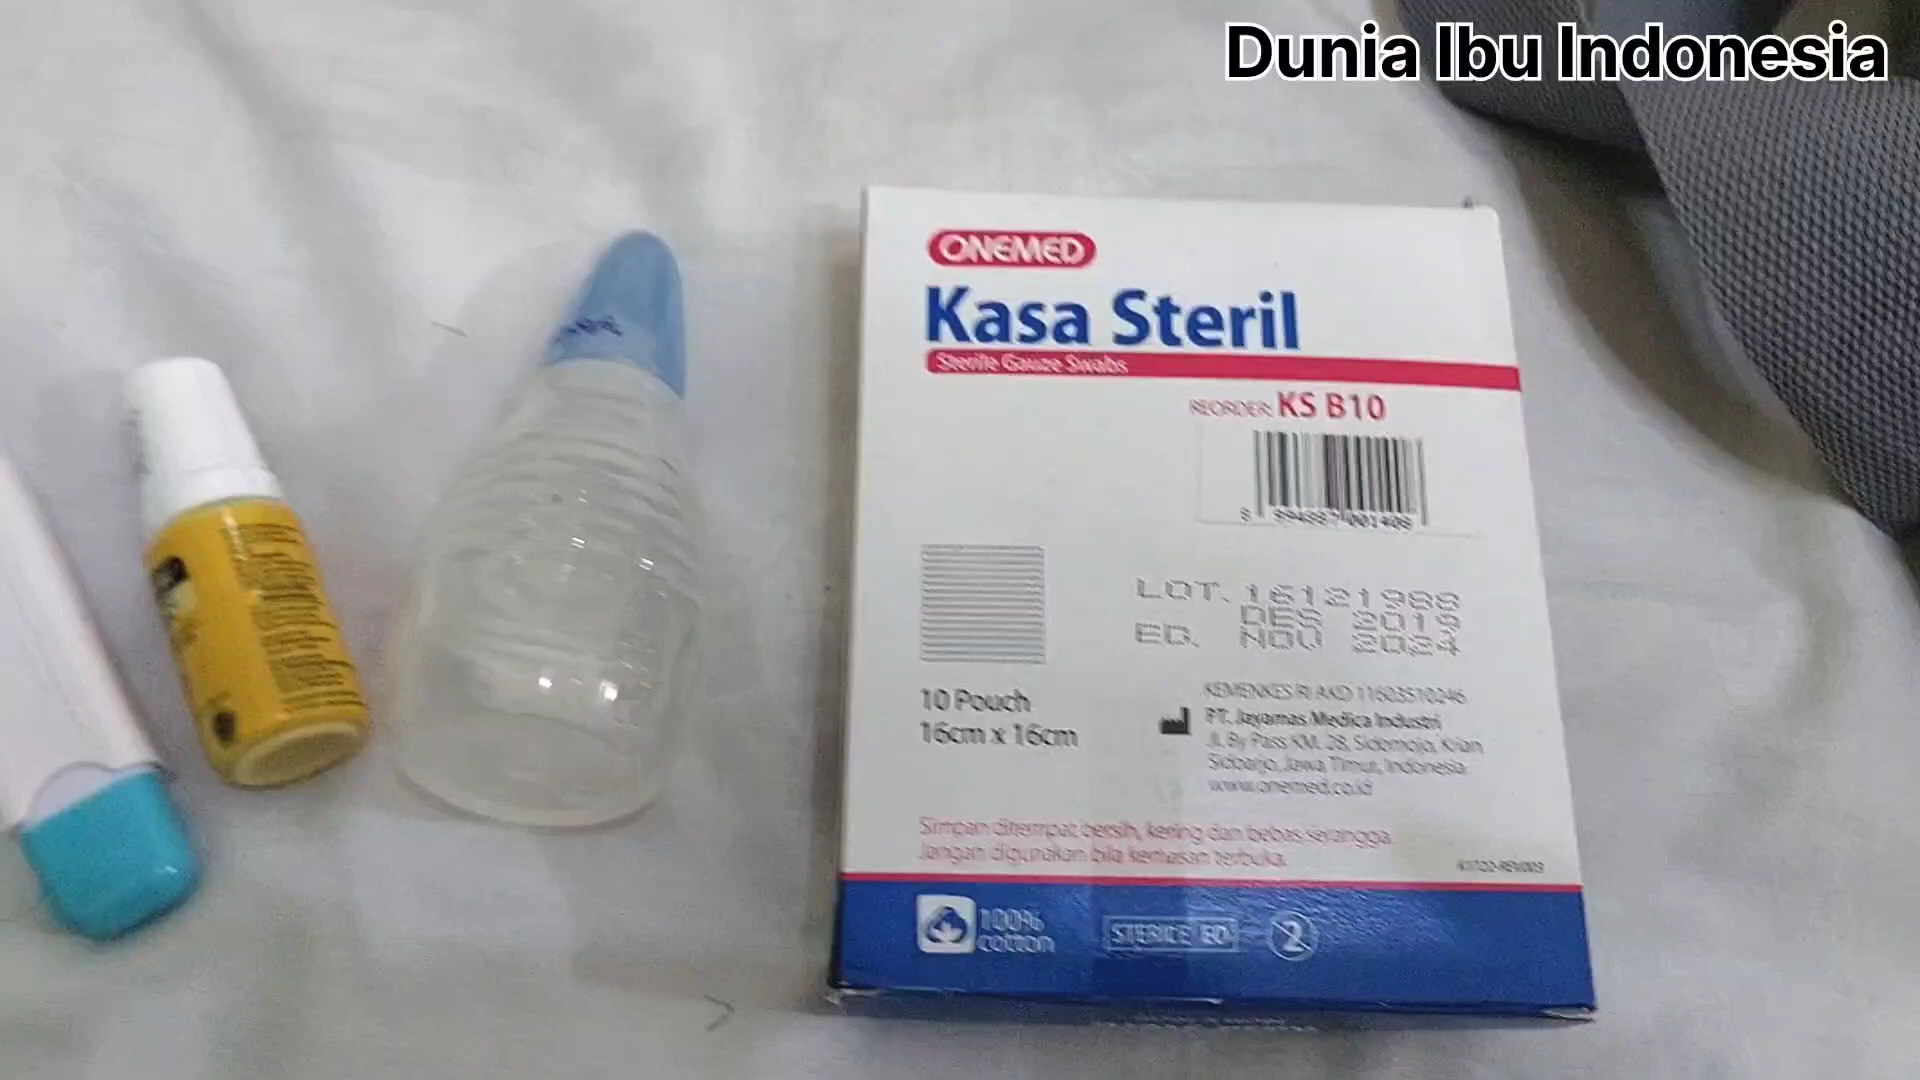 Dunia Ibu Indonesia
ONEMED
Kasa Steril
Sterile Gauze Swabs
REORDER: KS B10
LOT. 16121988
DES 2019
ED. NOV 2024
10 Pouch
16cm x 16cm
KEMENKES RI AKD 11603510246
PT. Jayamas Medica Industri
Jl. By Pass KM. 28, Sidomojo, Krian
Sidoarjo, Jawa Timur, Indonesia
www.onemed.co.id
Simpan ditempat bersih, kering dan bebas serangga.
Jangan digunakan bila kemasan terbuka.
100%
cotton
STERILE EO
2